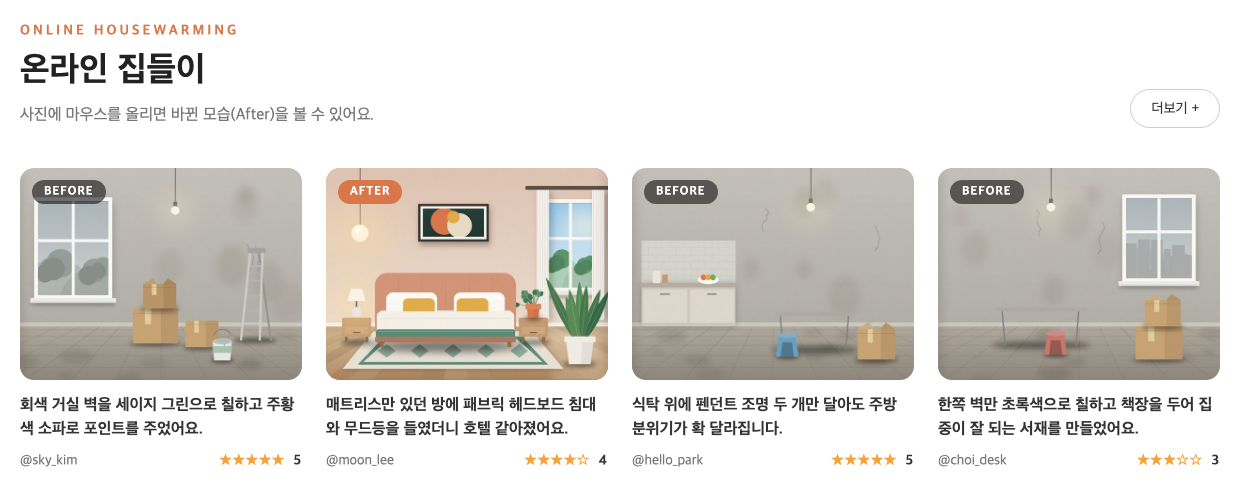 ONLINE HOUSEWARMING
온라인 집들이
사진에 마우스를 올리면 바뀐 모습(After)을 볼 수 있어요.
더보기 +
BEFORE
AFTER
BEFORE
BEFORE
회색 거실 벽을 세이지 그린으로 칠하고 주황
색 소파로 포인트를 주었어요.
@sky_kim
★★★★★ 5
매트리스만 있던 방에 패브릭 헤드보드 침대
와 무드등을 들였더니 호텔 같아졌어요.
@moon_lee
★★★★☆ 4
식탁 위에 펜던트 조명 두 개만 달아도 주방
분위기가 확 달라집니다.
@hello_park
★★★★★ 5
한쪽 벽만 초록색으로 칠하고 책장을 두어 집
중이 잘 되는 서재를 만들었어요.
@choi_desk
★★★☆☆ 3